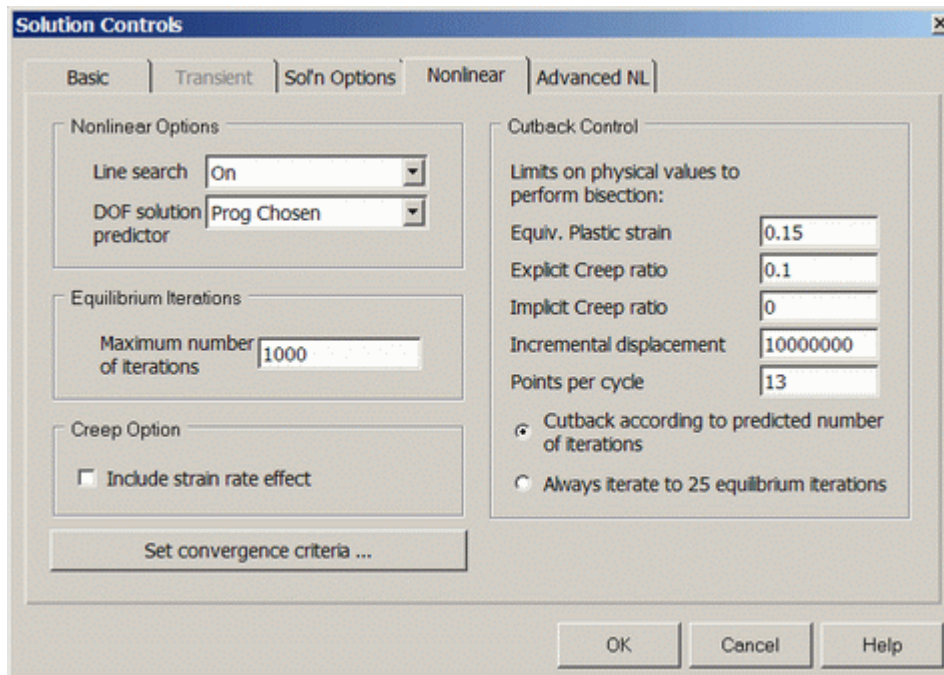 Solution Controls
Basic
Transient
Sol'n Options
Nonlinear
Advanced NL
Nonlinear Options
Line search
On
DOF solution
predictor
Prog Chosen
Equilibrium Iterations
Maximum number
of iterations
1000
Creep Option
Include strain rate effect
Set convergence criteria ...
Cutback Control
Limits on physical values to
perform bisection:
Equiv. Plastic strain
0.15
Explicit Creep ratio
0.1
Implicit Creep ratio
0
Incremental displacement
10000000
Points per cycle
13
Cutback according to predicted number
of iterations
Always iterate to 25 equilibrium iterations
OK
Cancel
Help